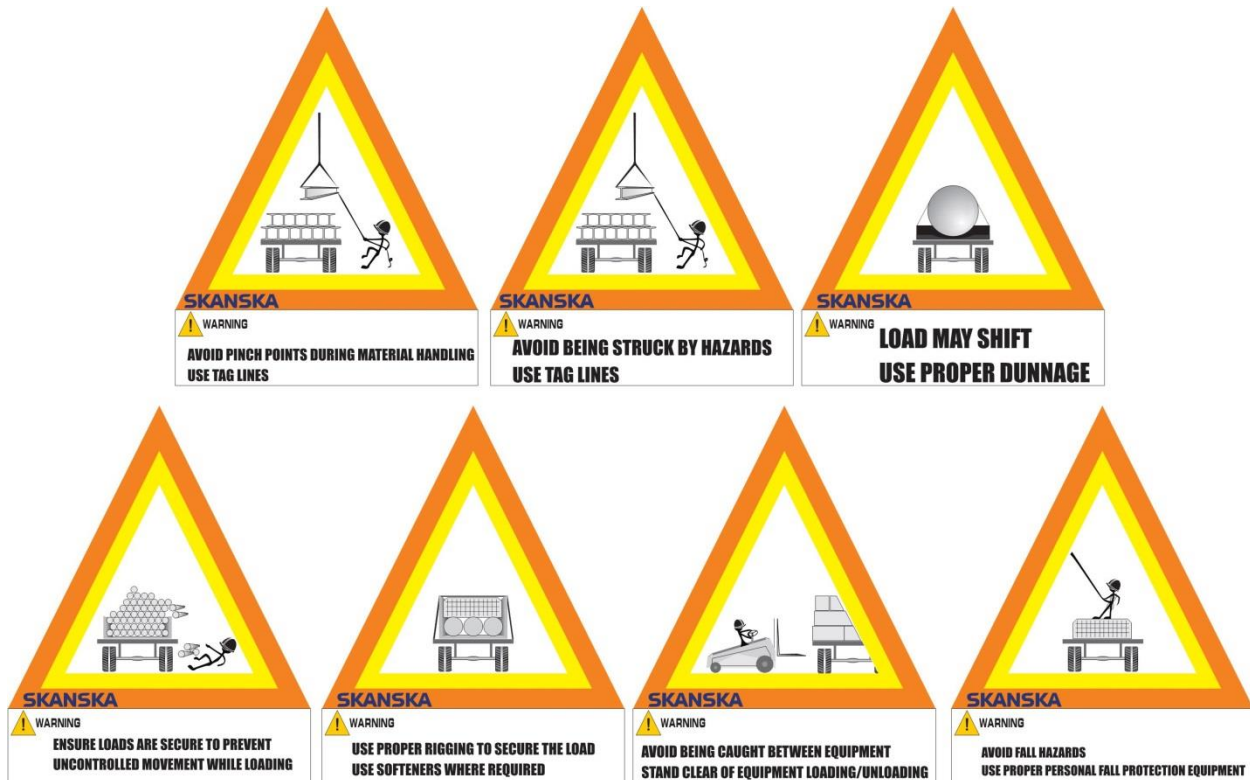 SKANSKA
! WARNING
AVOID PINCH POINTS DURING MATERIAL HANDLING
USE TAG LINES
SKANSKA
! WARNING
AVOID BEING STRUCK BY HAZARDS
USE TAG LINES
! WARNING
LOAD MAY SHIFT
USE PROPER DUNNAGE
SKANSKA
! WARNING
ENSURE LOADS ARE SECURE TO PREVENT
UNCONTROLLED MOVEMENT WHILE LOADING
SKANSKA
! WARNING
USE PROPER RIGGING TO SECURE THE LOAD
USE SOFTENERS WHERE REQUIRED
SKANSKA
! WARNING
AVOID BEING CAUGHT BETWEEN EQUIPMENT
STAND CLEAR OF EQUIPMENT LOADING/UNLOADING
SKANSKA
! WARNING
AVOID FALL HAZARDS
USE PROPER PERSONAL FALL PROTECTION EQUIPMENT